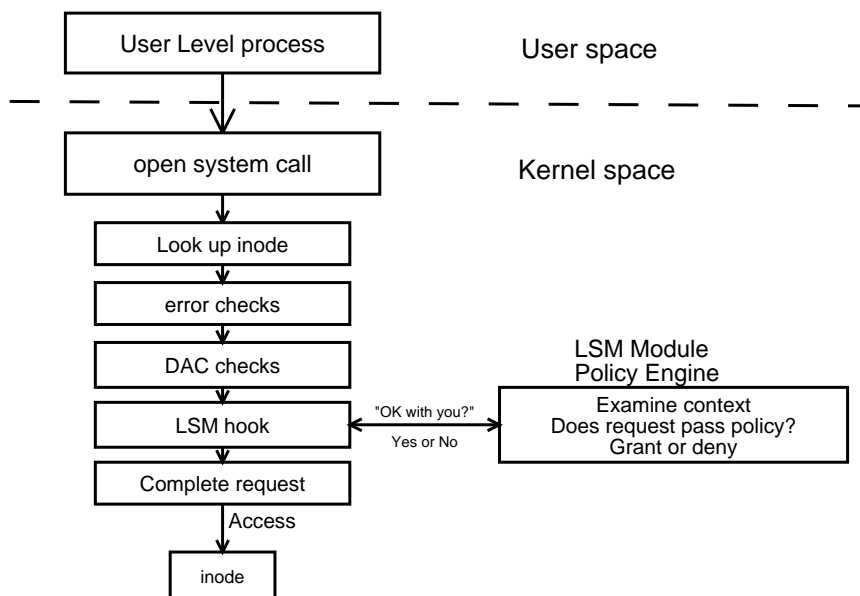 User Level process
User space
open system call
Kernel space
Look up inode
error checks
DAC checks
LSM Module
Policy Engine
LSM hook
"OK with you?"
Yes or No
Examine context
Does request pass policy?
Grant or deny
Complete request
Access
inode